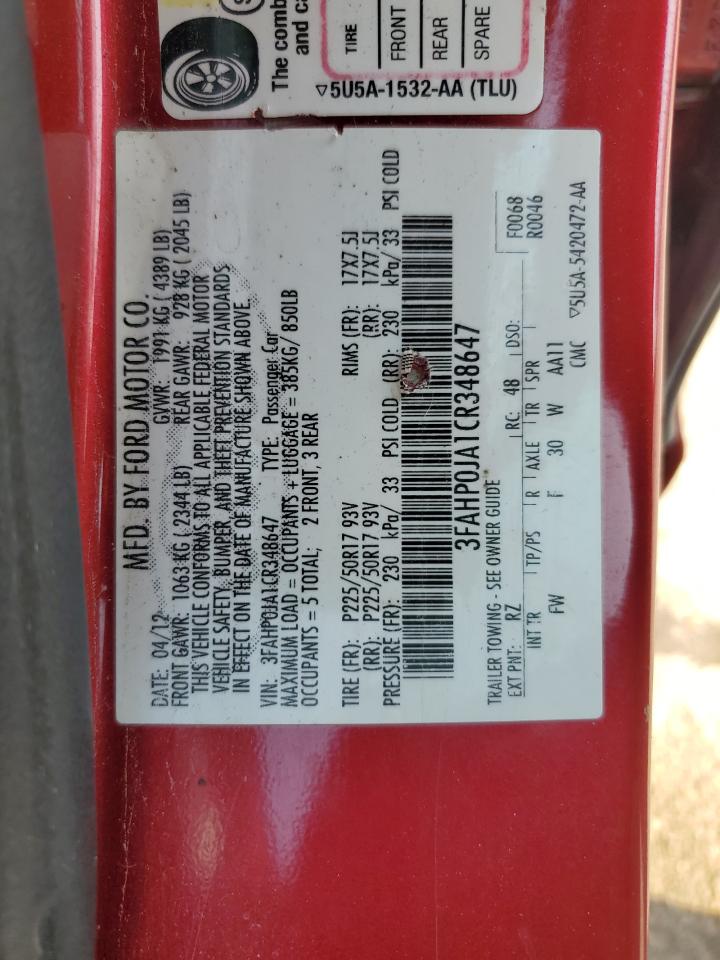 The comb
and ca
TIRE
FRONT
REAR
SPARE
▽5U5A-1532-AA (TLU)
MFD. BY FORD MOTOR CO.
DATE: 04/12 GVWR: 1991 KG ( 4389 LB)
FRONT GAWR: 1063 KG ( 2344 LB) REAR GAWR: 928 KG ( 2045 LB)
THIS VEHICLE CONFORMS TO ALL APPLICABLE FEDERAL MOTOR
VEHICLE SAFETY, BUMPER, AND THEFT PREVENTION STANDARDS
IN EFFECT ON THE DATE OF MANUFACTURE SHOWN ABOVE.
VIN: 3FAHP0JA1CR348647 TYPE: Passenger Car
MAXIMUM LOAD = OCCUPANTS + LUGGAGE = 385KG/ 850LB
OCCUPANTS = 5 TOTAL; 2 FRONT, 3 REAR
TIRE (FR): P225/50R17 93V RIMS (FR): 17X7.5J
(RR): P225/50R17 93V (RR): 17X7.5J
PRESSURE (FR): 230 kPa/ 33 PSI COLD (RR): 230 kPa/ 33 PSI COLD
3FAHP0JA1CR348647
TRAILER TOWING - SEE OWNER GUIDE F0068
EXT PNT: RZ RC: 48 DSO: R0046
INT TR TP/PS R AXLE TR SPR
FW F 30 W AA11
CMC ▽5U5A-5420472-AA